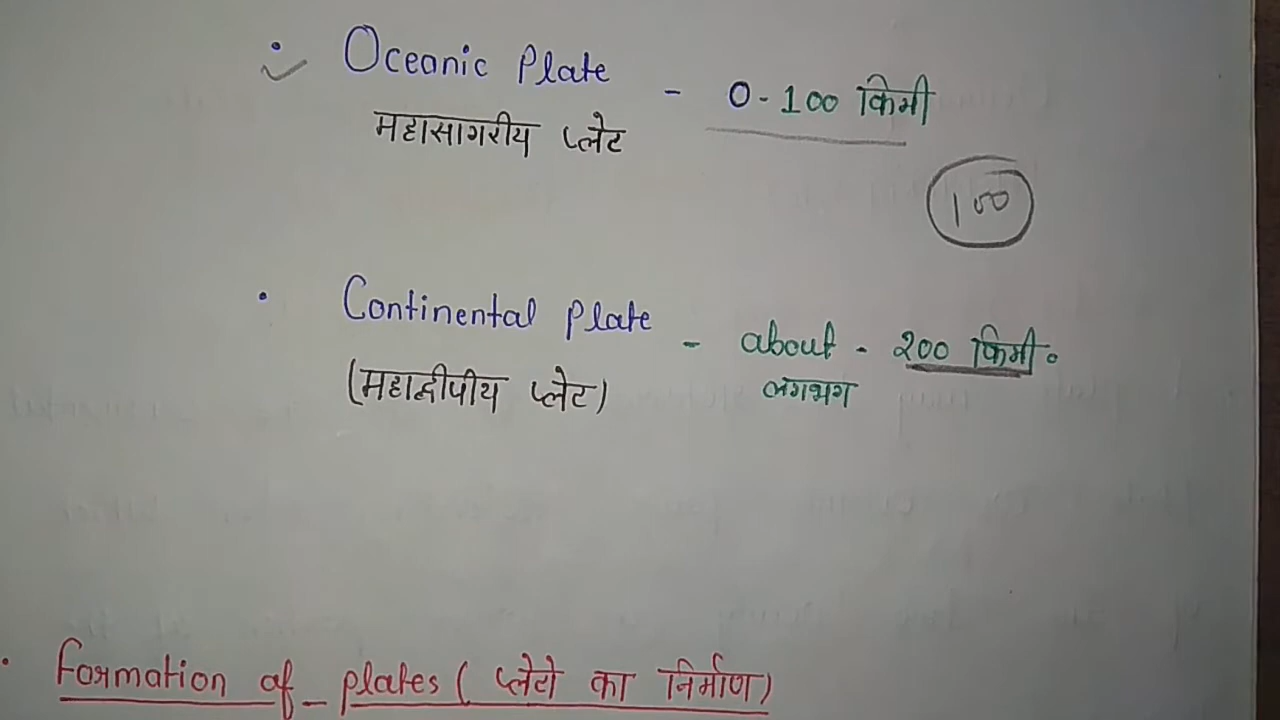 Oceanic Plate - 0-100 किमी
महासागरीय प्लेट
100
Continental Plate - about - 200 किमी॰
(महाद्वीपीय प्लेट) लगभग
Formation of plates ( प्लेटो का निर्माण)